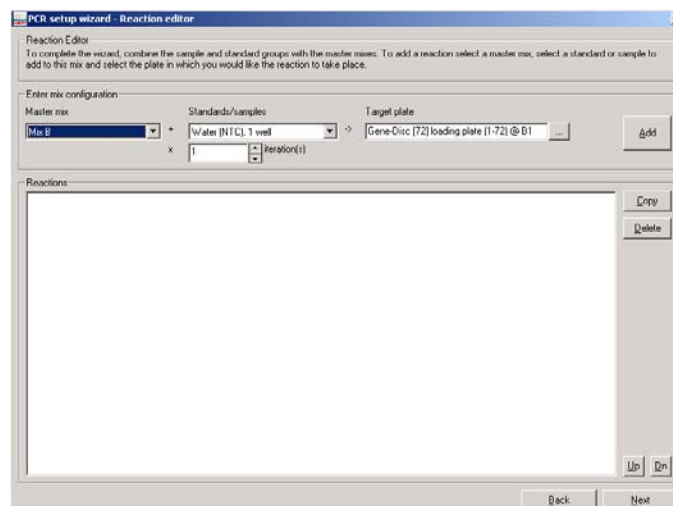 PCR setup wizard - Reaction editor
Reaction Editor
To complete the wizard, combine the sample and standard groups with the master mixes. To add a reaction select a master mix, select a standard or sample to
add to this mix and select the plate in which you would like the reaction to take place.
Enter mix configuration
Master mix Standards/samples Target plate
Mix B + Water (NTC), 1 well -> Gene-Disc (72) loading plate (1-72) @ B1 ... Add
x 1 iteration(s)
Reactions
Copy
Delete
Up Dn
Back Next